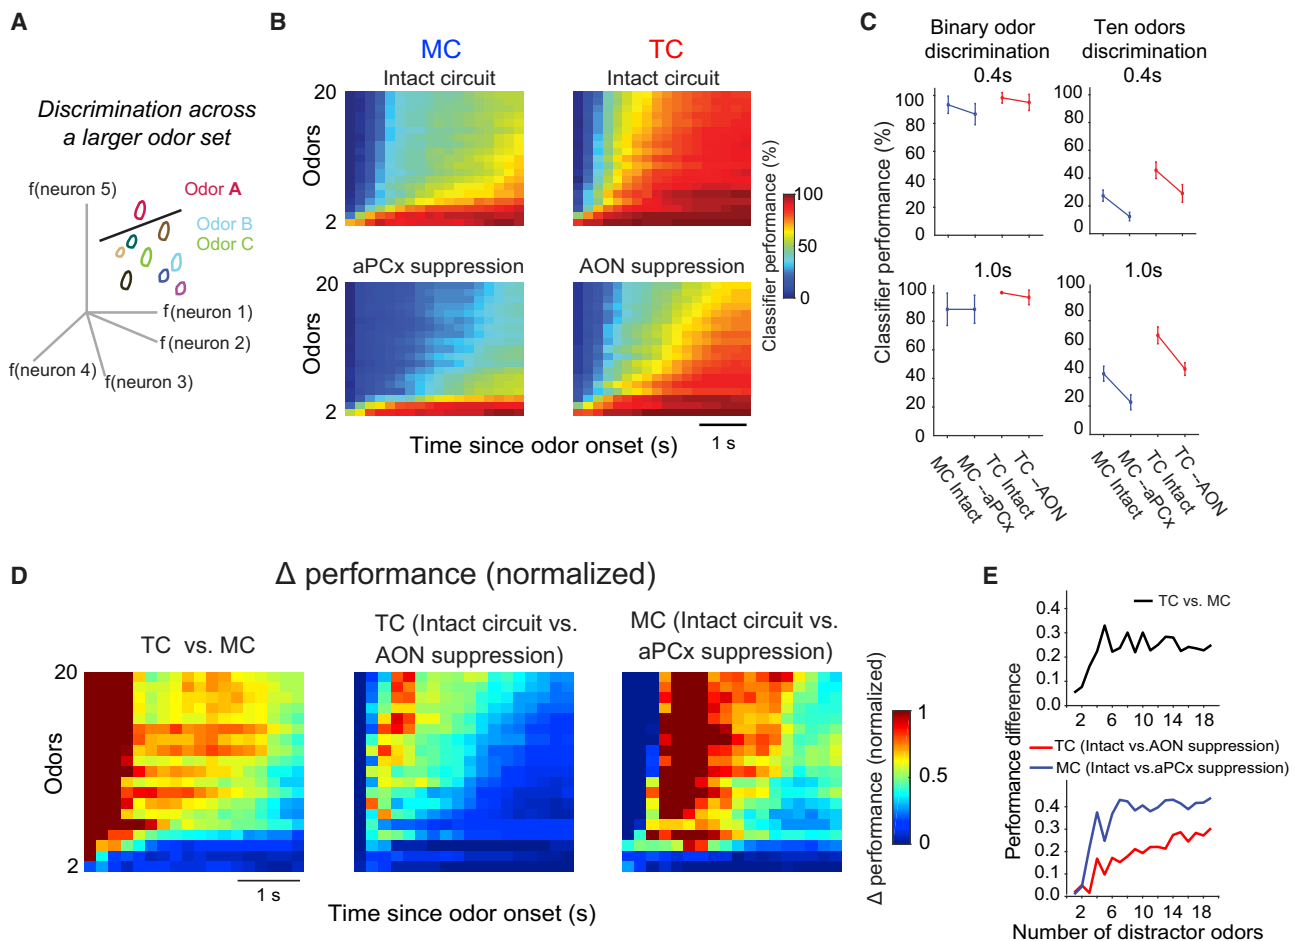 A
Discrimination across
a larger odor set
f(neuron 5)
Odor A
Odor B
Odor C
f(neuron 1)
f(neuron 2)
f(neuron 4)
f(neuron 3)
B
MC
TC
Intact circuit
Intact circuit
20
Odors
2
aPCx suppression
AON suppression
20
Odors
2
Classifier performance (%)
100
50
0
Time since odor onset (s)
1 s
C
Binary odor
discrimination
0.4s
Ten odors
discrimination
0.4s
100
80
60
40
20
0
100
80
60
40
20
0
1.0s
1.0s
100
80
60
40
20
0
100
80
60
40
20
0
Classifier performance (%)
MC Intact
MC --aPCx
TC Intact
TC --AON
MC Intact
MC --aPCx
TC Intact
TC --AON
D
Δ performance (normalized)
TC vs. MC
TC (Intact circuit vs.
AON suppression)
MC (Intact circuit vs.
aPCx suppression)
20
Odors
2
1 s
Time since odor onset (s)
Δ performance (normalized)
1
0.5
0
E
TC vs. MC
0.4
0.3
0.2
0.1
0.0
2 6 10 14 18
Performance difference
TC (Intact vs.AON suppression)
MC (Intact vs.aPCx suppression)
0.4
0.3
0.2
0.1
0.0
2 6 10 14 18
Number of distractor odors